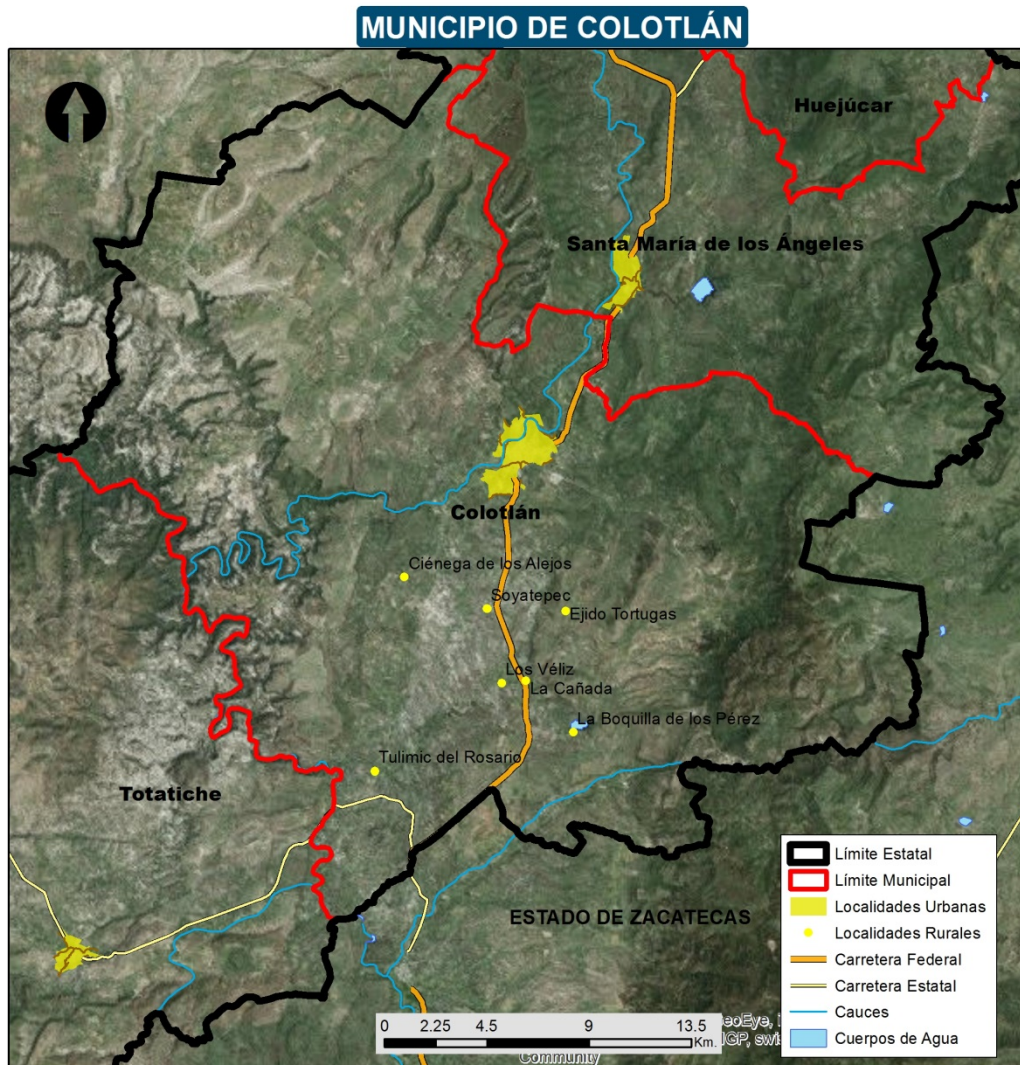 MUNICIPIO DE COLOTLÁN
Huejúcar
Santa María de los Ángeles
Colotlán
Ciénega de los Alejos
Soyatepec
Ejido Tortugas
Los Véliz
La Cañada
La Boquilla de los Pérez
Tulimic del Rosario
Totatiche
ESTADO DE ZACATECAS
Límite Estatal
Límite Municipal
Localidades Urbanas
Localidades Rurales
Carretera Federal
Carretera Estatal
Cauces
Cuerpos de Agua
0 2.25 4.5 9 13.5
Km.
Community